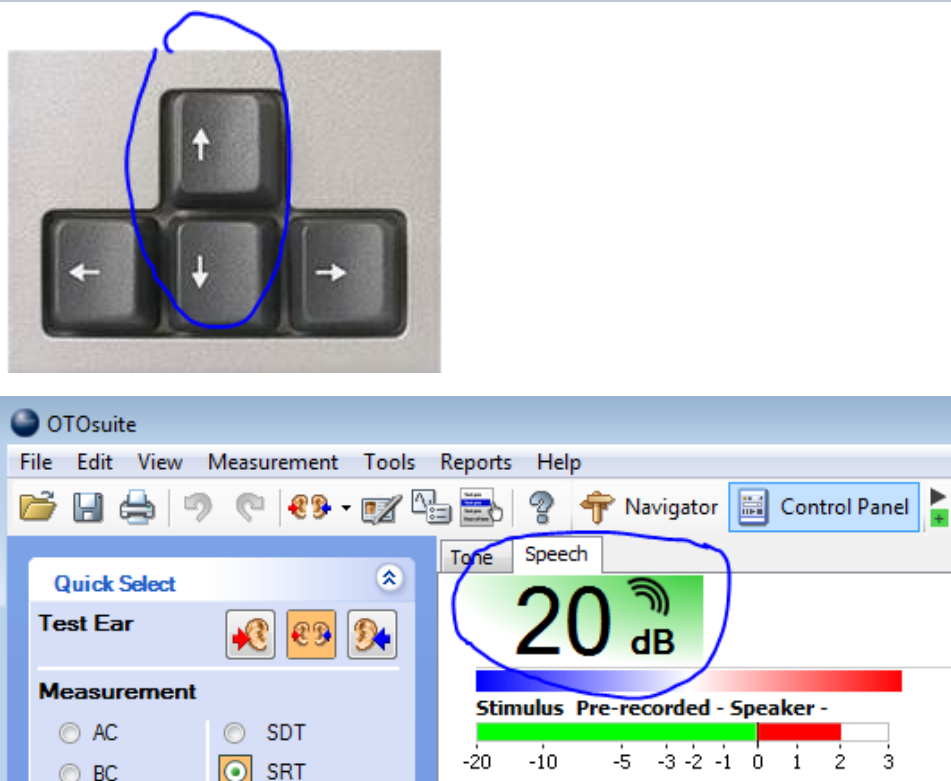 OTOsuite
File Edit View Measurement Tools Reports Help
Navigator Control Panel
Quick Select
Tone Speech
Test Ear
20 dB
Measurement
Stimulus Pre-recorded - Speaker -
AC SDT
BC SRT
-20 -10 -5 -3 -2 -1 0 1 2 3